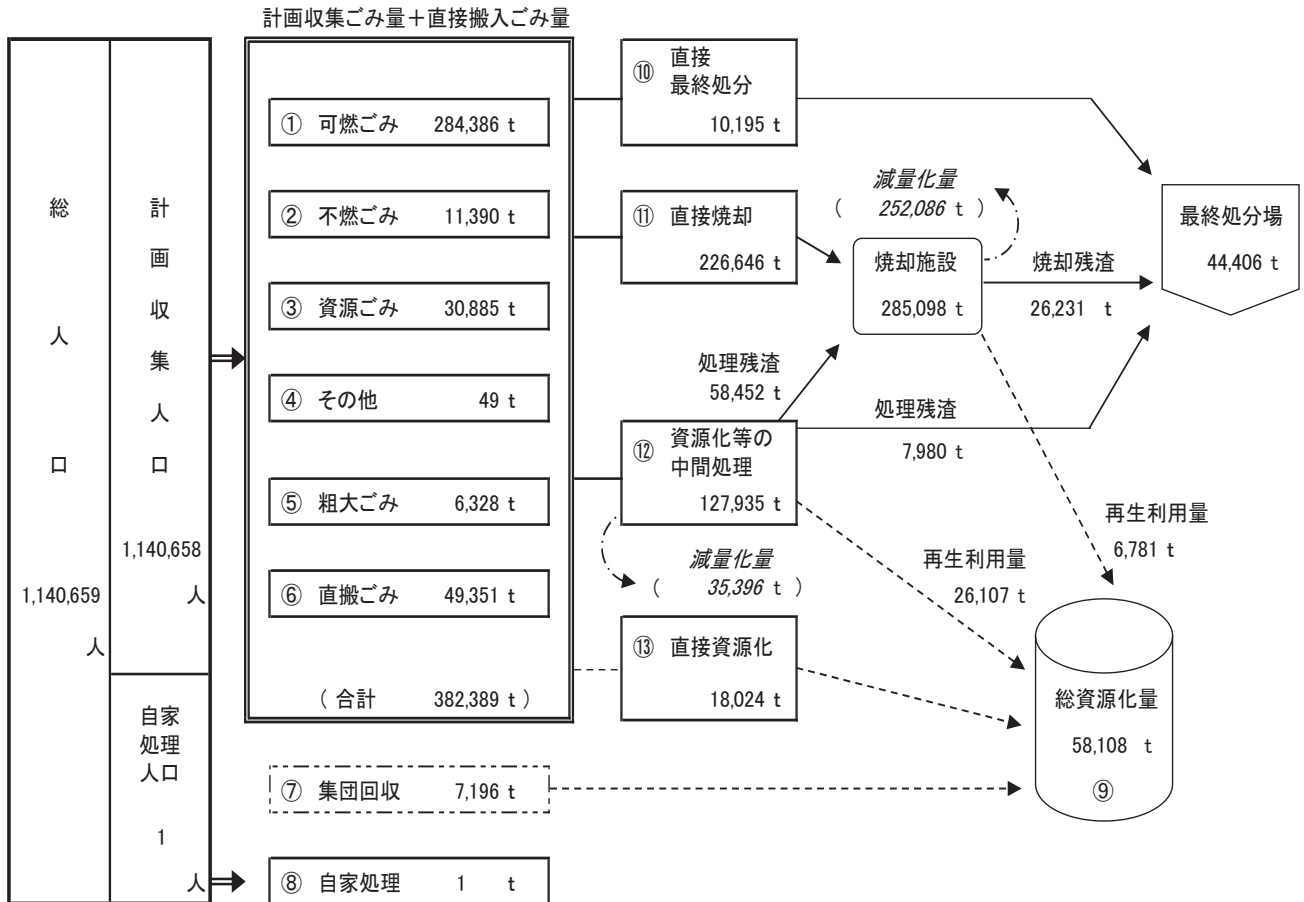 計画収集ごみ量＋直接搬入ごみ量
総人口
1,140,659
人
計画収集人口
1,140,658
人
自家
処理
人口
1
人
① 可燃ごみ 284,386 t
② 不燃ごみ 11,390 t
③ 資源ごみ 30,885 t
④ その他 49 t
⑤ 粗大ごみ 6,328 t
⑥ 直搬ごみ 49,351 t
（ 合計 382,389 t ）
⑦ 集団回収 7,196 t
⑧ 自家処理 1 t
⑩ 直接
最終処分
10,195 t
⑪ 直接焼却
226,646 t
減量化量
（ 252,086 t ）
焼却施設
285,098 t
焼却残渣
26,231 t
最終処分場
44,406 t
処理残渣
58,452 t
処理残渣
7,980 t
⑫ 資源化等の
中間処理
127,935 t
減量化量
（ 35,396 t ）
再生利用量
26,107 t
再生利用量
6,781 t
⑬ 直接資源化
18,024 t
総資源化量
58,108 t
⑨